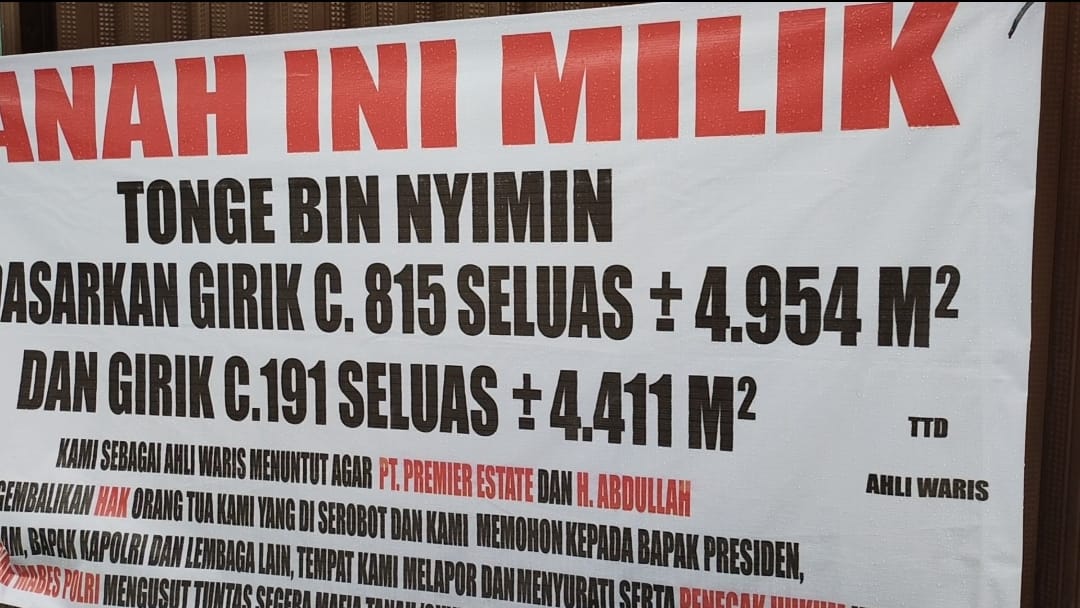 ANAH INI MILIK
TONGE BIN NYIMIN
DASARKAN GIRIK C. 815 SELUAS ± 4.954 M²
DAN GIRIK C.191 SELUAS ± 4.411 M²
TTD
AHLI WARIS
KAMI SEBAGAI AHLI WARIS MENUNTUT AGAR PT. PREMIER ESTATE DAN H. ABDULLAH
GEMBALIKAN HAK ORANG TUA KAMI YANG DI SEROBOT DAN KAMI MEMOHON KEPADA BAPAK PRESIDEN,
AM, BAPAK KAPOLRI DAN LEMBAGA LAIN, TEMPAT KAMI MELAPOR DAN MENYURATI SERTA PENEGAK HUKUM
MABES POLRI MENGUSUT TUNTAS SEGERA MAFIA TANAH